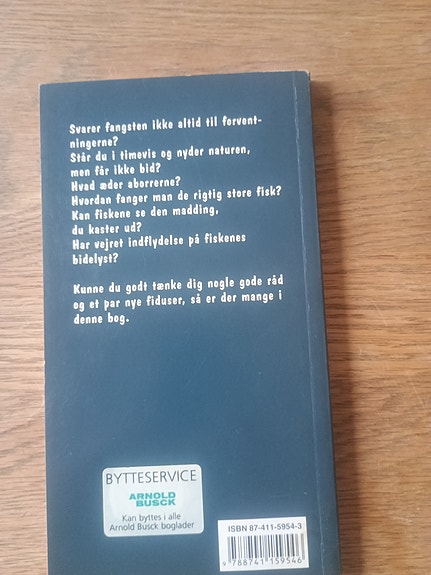 Svarer fangsten ikke altid til forvent-
ningerne?
Står du i timevis og nyder naturen,
men får ikke bid?
Hvad æder aborrerne?
Hvordan fanger man de rigtig store fisk?
Kan fiskene se den madding,
du kaster ud?
Har vejret indflydelse på fiskenes
bidelyst?
Kunne du godt tænke dig nogle gode råd
og et par nye fiduser, så er der mange i
denne bog.
BYTTESERVICE
ARNOLD
BUSCK
Kan byttes i alle
Arnold Busck boglader
ISBN 87-411-5954-3
9 788741 159546